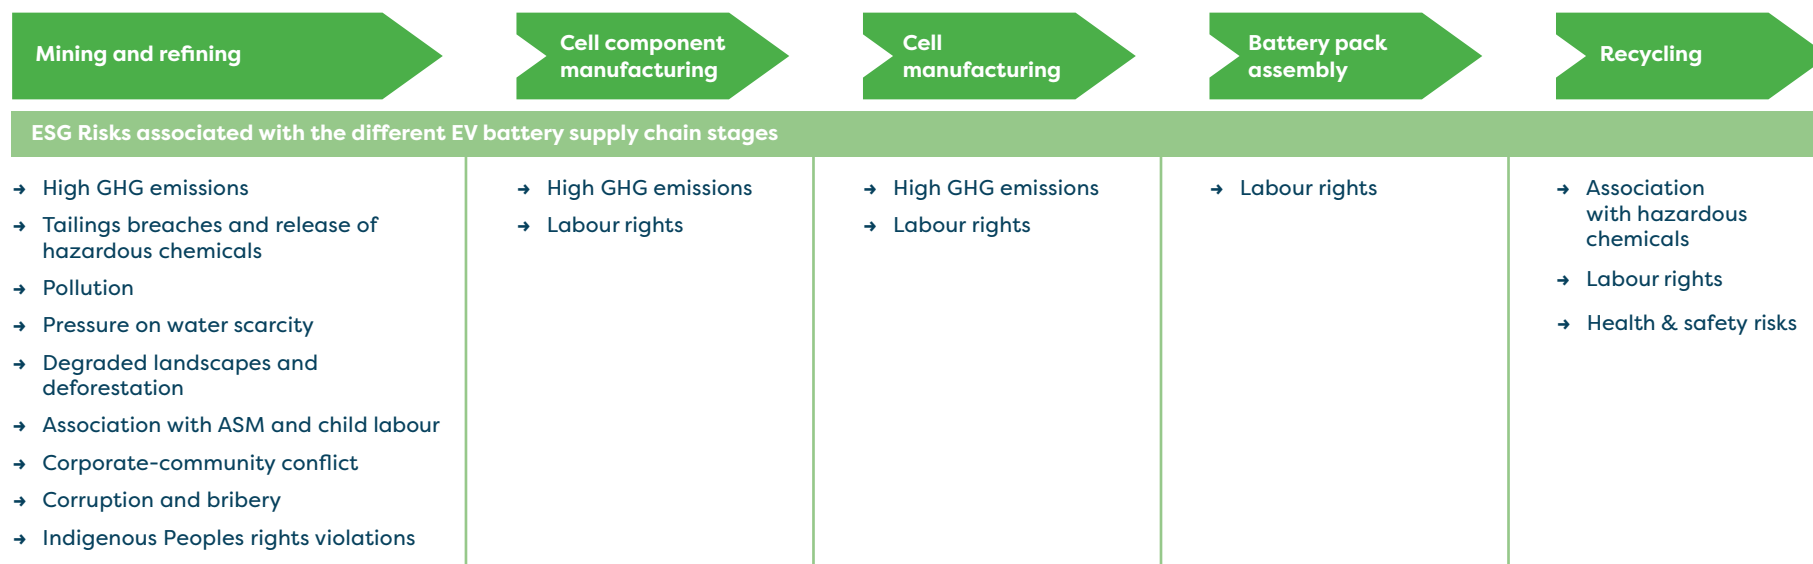 Mining and refining
Cell component
manufacturing
Cell
manufacturing
Battery pack
assembly
Recycling
ESG Risks associated with the different EV battery supply chain stages
→ High GHG emissions
→ Tailings breaches and release of
hazardous chemicals
→ Pollution
→ Pressure on water scarcity
→ Degraded landscapes and
deforestation
→ Association with ASM and child labour
→ Corporate-community conflict
→ Corruption and bribery
→ Indigenous Peoples rights violations
→ High GHG emissions
→ Labour rights
→ High GHG emissions
→ Labour rights
→ Labour rights
→ Association
with hazardous
chemicals
→ Labour rights
→ Health & safety risks